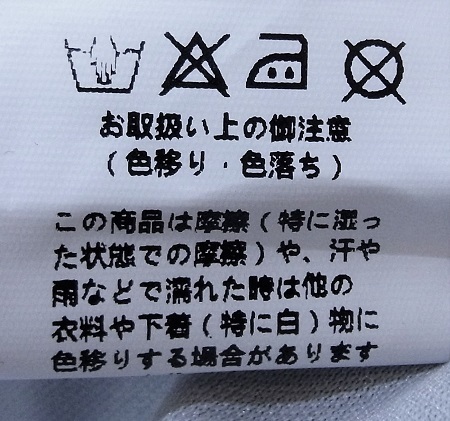 お取扱い上の御注意
(色移り・色落ち)
この商品は摩擦(特に湿っ
た状態での摩擦)や、汗や
雨などで濡れた時は他の
衣料や下着(特に白)物に
色移りする場合があります